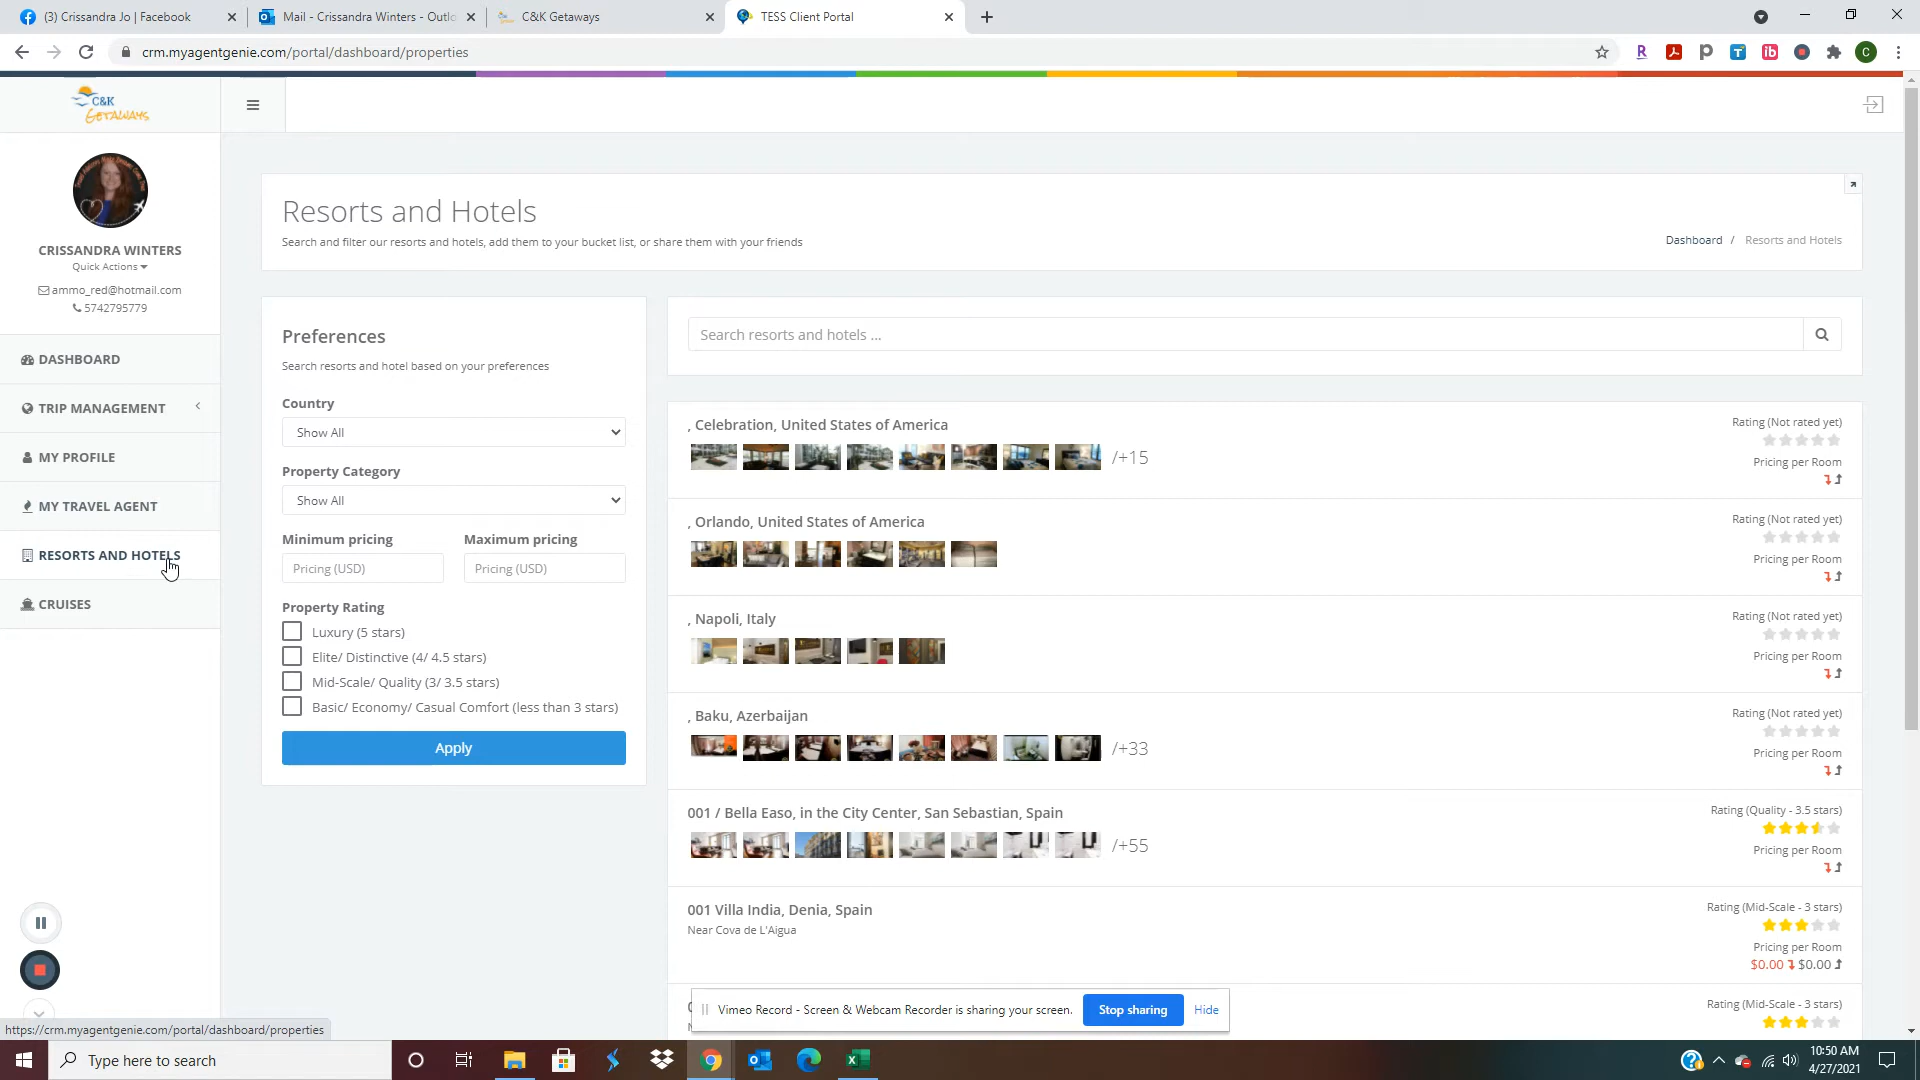 (3) Crissandra Jo | Facebook
Mail - Crissandra Winters - Outlo
C&K Getaways
TESS Client Portal
crm.myagentgenie.com/portal/dashboard/properties
C&K
GETAWAYS
CRISSANDRA WINTERS
Quick Actions
ammo_red@hotmail.com
5742795779
DASHBOARD
TRIP MANAGEMENT
MY PROFILE
MY TRAVEL AGENT
RESORTS AND HOTELS
CRUISES
Resorts and Hotels
Search and filter our resorts and hotels, add them to your bucket list, or share them with your friends
Dashboard / Resorts and Hotels
Preferences
Search resorts and hotel based on your preferences
Country
Show All
Property Category
Show All
Minimum pricing Maximum pricing
Pricing (USD) Pricing (USD)
Property Rating
Luxury (5 stars)
Elite/ Distinctive (4/ 4.5 stars)
Mid-Scale/ Quality (3/ 3.5 stars)
Basic/ Economy/ Casual Comfort (less than 3 stars)
Apply
Search resorts and hotels ...
, Celebration, United States of America
/+15
Rating (Not rated yet)
Pricing per Room
, Orlando, United States of America
Rating (Not rated yet)
Pricing per Room
, Napoli, Italy
Rating (Not rated yet)
Pricing per Room
, Baku, Azerbaijan
/+33
Rating (Not rated yet)
Pricing per Room
001 / Bella Easo, in the City Center, San Sebastian, Spain
/+55
Rating (Quality - 3.5 stars)
Pricing per Room
001 Villa India, Denia, Spain
Near Cova de L'Aigua
Rating (Mid-Scale - 3 stars)
Pricing per Room
$0.00 $0.00
Rating (Mid-Scale - 3 stars)
Vimeo Record - Screen & Webcam Recorder is sharing your screen. Stop sharing Hide
https://crm.myagentgenie.com/portal/dashboard/properties
Type here to search
10:50 AM
4/27/2021